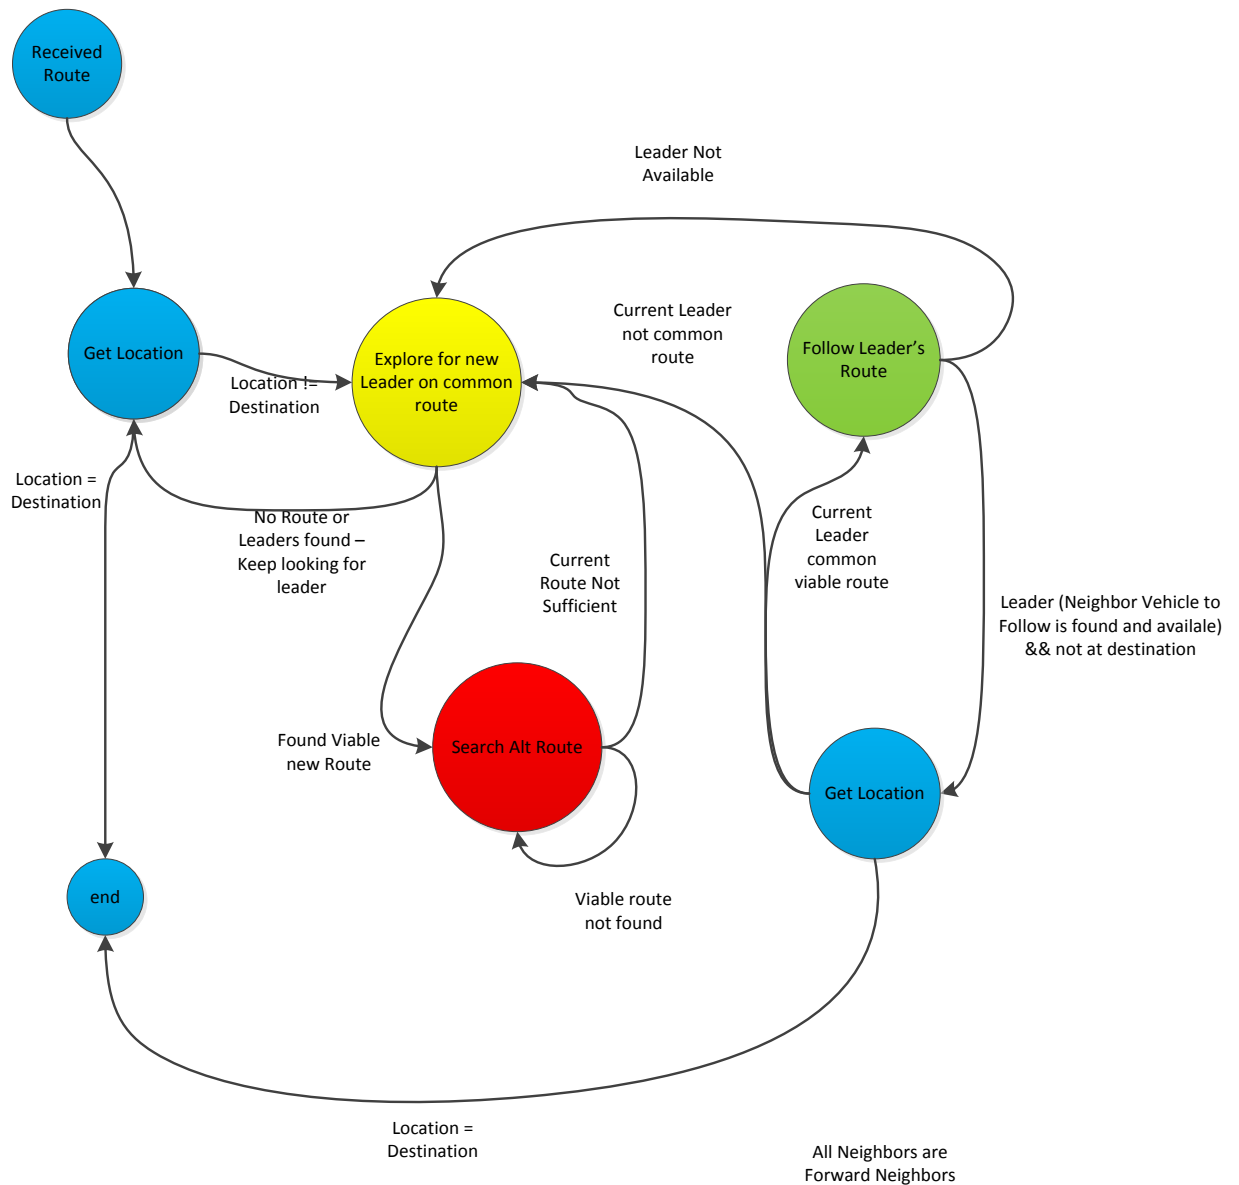 Received
Route
Leader Not
Available
Get Location
Location !=
Destination
Explore for new
Leader on common
route
Current Leader
not common
route
Follow Leader's
Route
Location =
Destination
No Route or
Leaders found –
Keep looking for
leader
Current
Route Not
Sufficient
Current
Leader
common
viable route
Leader (Neighbor Vehicle to
Follow is found and availale)
&& not at destination
Found Viable
new Route
Search Alt Route
Get Location
end
Viable route
not found
Location =
Destination
All Neighbors are
Forward Neighbors